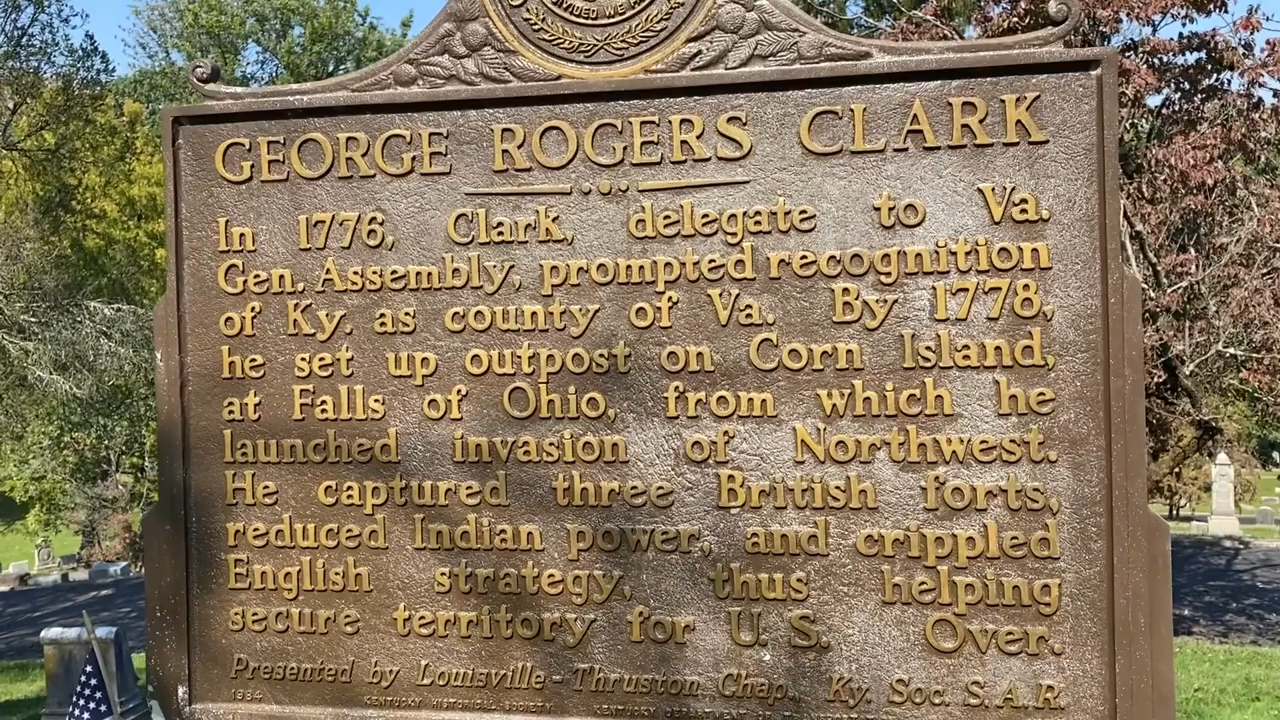 GEORGE ROGERS CLARK
In 1776, Clark, delegate to Va.
Gen. Assembly, prompted recognition
of Ky. as county of Va. By 1778,
he set up outpost on Corn Island,
at Falls of Ohio, from which he
launched invasion of Northwest.
He captured three British forts,
reduced Indian power, and crippled
English strategy, thus helping
secure territory for U. S. Over.
Presented by Louisville-Thruston Chap., Ky. Soc. S.A.R.
KENTUCKY HISTORICAL SOCIETY KENTUCKY DEPARTMENT OF